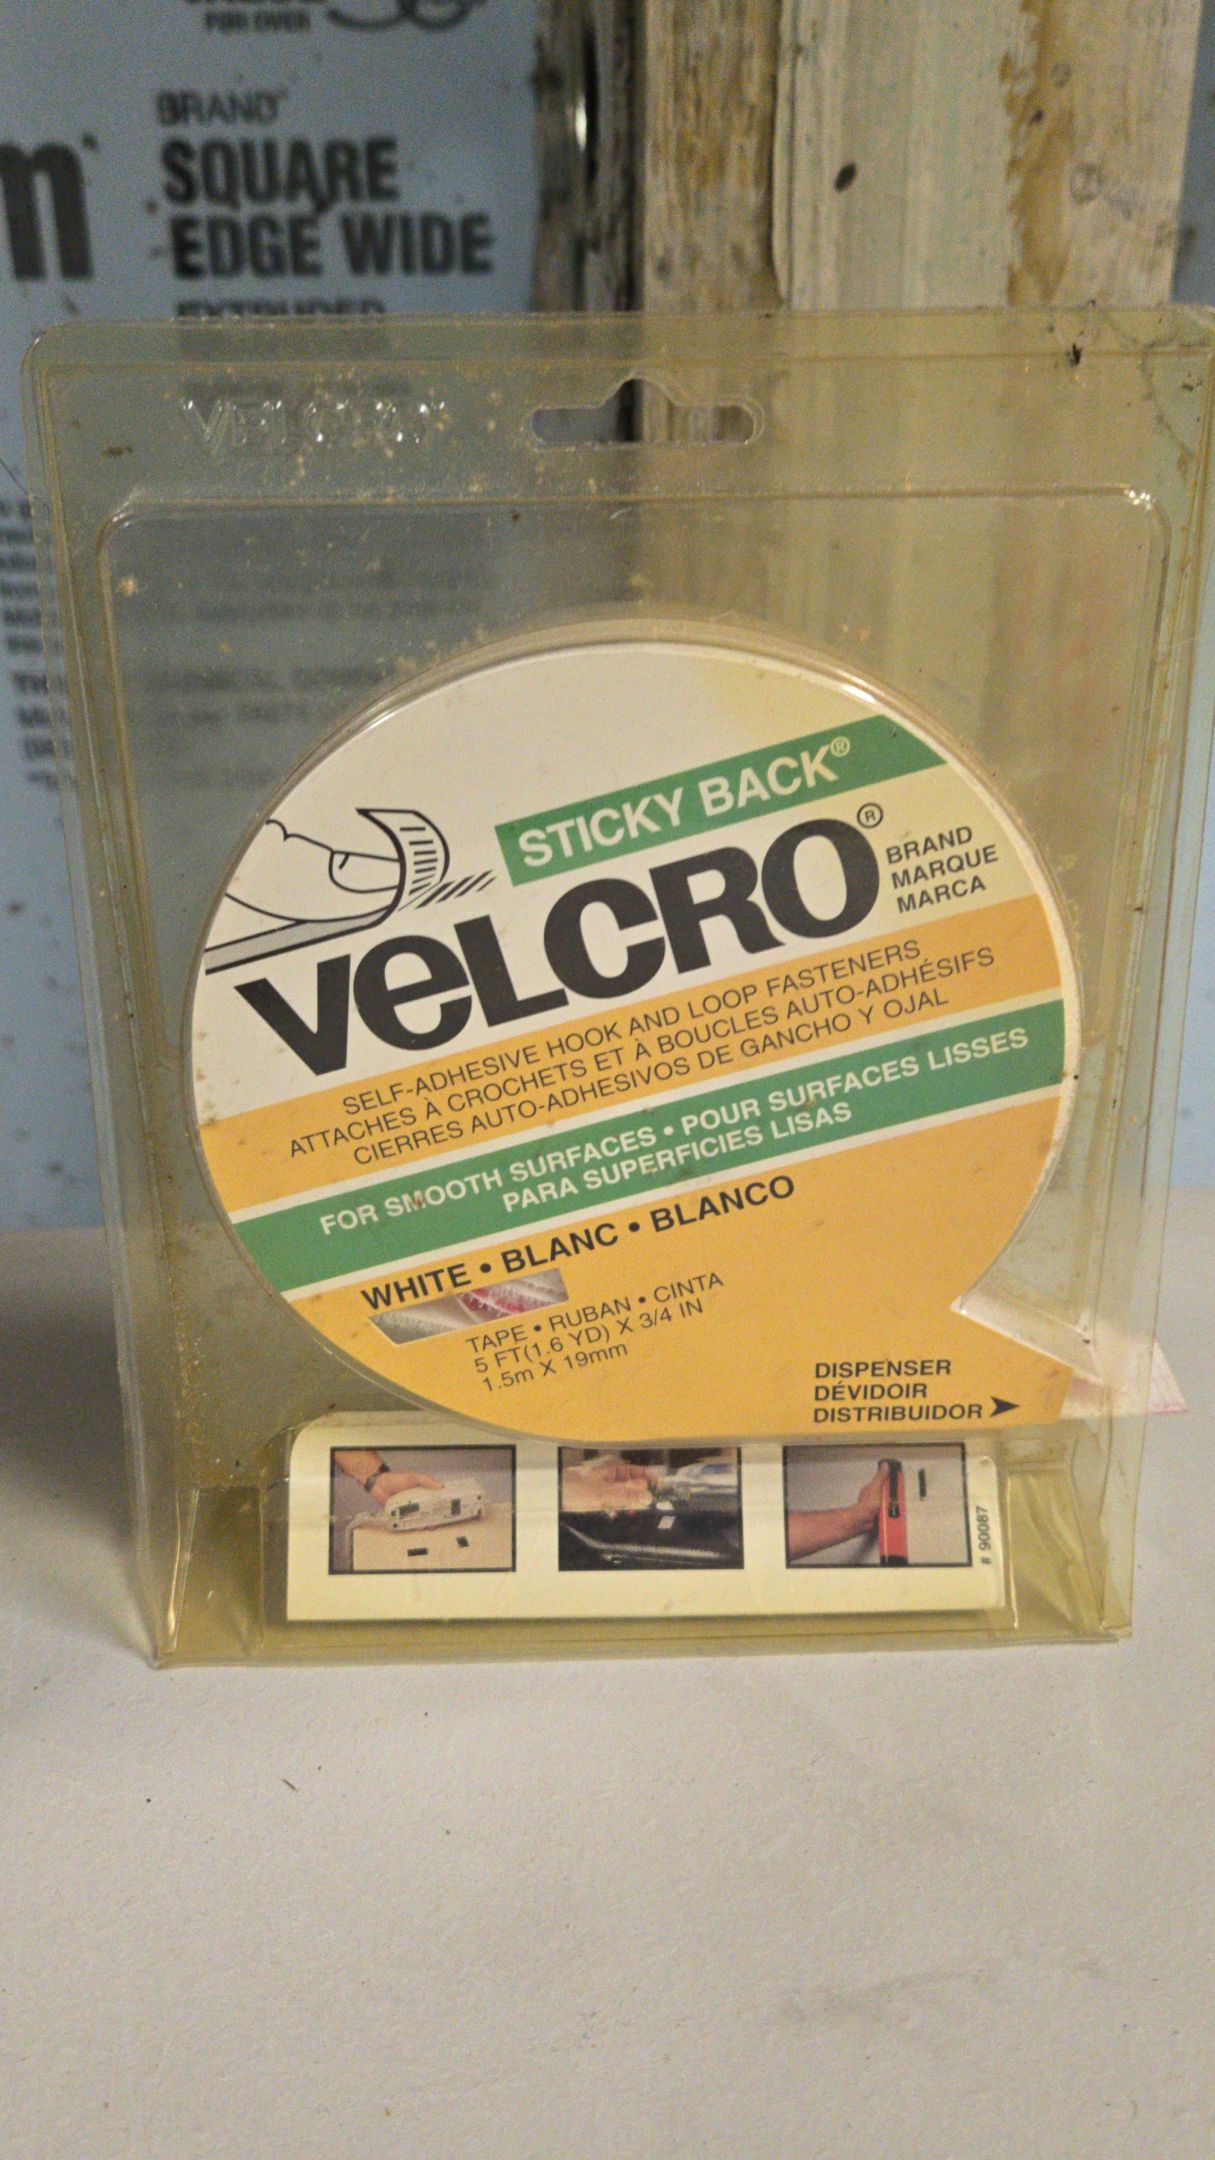 FOR OVER
BRAND
SQUARE
EDGE WIDE
EXTRUDED
VELCRO
STICKY BACK®
VELCRO®
BRAND
MARQUE
MARCA
SELF-ADHESIVE HOOK AND LOOP FASTENERS
ATTACHES À CROCHETS ET À BOUCLES AUTO-ADHÉSIFS
CIERRES AUTO-ADHESIVOS DE GANCHO Y OJAL
FOR SMOOTH SURFACES • POUR SURFACES LISSES
PARA SUPERFICIES LISAS
WHITE • BLANC • BLANCO
TAPE • RUBAN • CINTA
5 FT(1.6 YD) X 3/4 IN
1.5m X 19mm
DISPENSER
DÉVIDOIR
DISTRIBUIDOR
# 90087